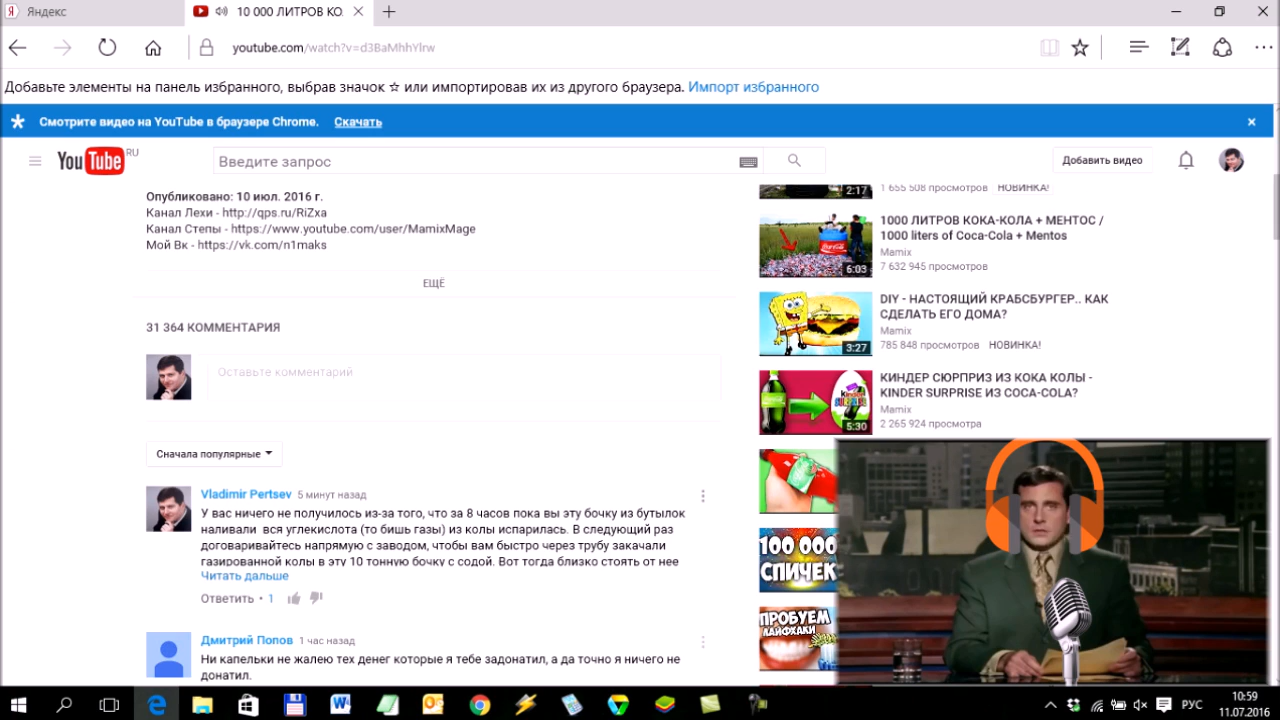 Яндекс
10 000 ЛИТРОВ КО
youtube.com/watch?v=d3BaMhhYlrw
Добавьте элементы на панель избранного, выбрав значок ☆ или импортировав их из другого браузера. Импорт избранного
Смотрите видео на YouTube в браузере Chrome. Скачать
YouTube RU
Введите запрос
Добавить видео
Опубликовано: 10 июл. 2016 г.
Канал Лехи - http://qps.ru/RiZxa
Канал Степы - https://www.youtube.com/user/MamixMage
Мой Вк - https://vk.com/n1maks
ЕЩЁ
31 364 КОММЕНТАРИЯ
Оставьте комментарий
Сначала популярные
Vladimir Pertsev 5 минут назад
У вас ничего не получилось из-за того, что за 8 часов пока вы эту бочку из бутылок
наливали вся углекислота (то бишь газы) из колы испарилась. В следующий раз
договаривайтесь напрямую с заводом, чтобы вам быстро через трубу закачали
газированной колы в эту 10 тонную бочку с содой. Вот тогда близко стоять от нее
Читать дальше
Ответить • 1
Дмитрий Попов 1 час назад
Ни капельки не жалею тех денег которые я тебе задонатил, а да точно я ничего не
донатил.
2:17
1 655 508 просмотров НОВИНКА!
6:03
1000 ЛИТРОВ КОКА-КОЛА + МЕНТОС /
1000 liters of Coca-Cola + Mentos
Mamix
7 632 945 просмотров
3:27
DIY - НАСТОЯЩИЙ КРАБСБУРГЕР.. КАК
СДЕЛАТЬ ЕГО ДОМА?
Mamix
785 848 просмотров НОВИНКА!
5:30
КИНДЕР СЮРПРИЗ ИЗ КОКА КОЛЫ -
KINDER SURPRISE ИЗ COCA-COLA?
Mamix
2 265 924 просмотра
100 000
СПИЧЕК
ПРОБУЕМ
ЛАЙФХАКИ
РУС
10:59
11.07.2016